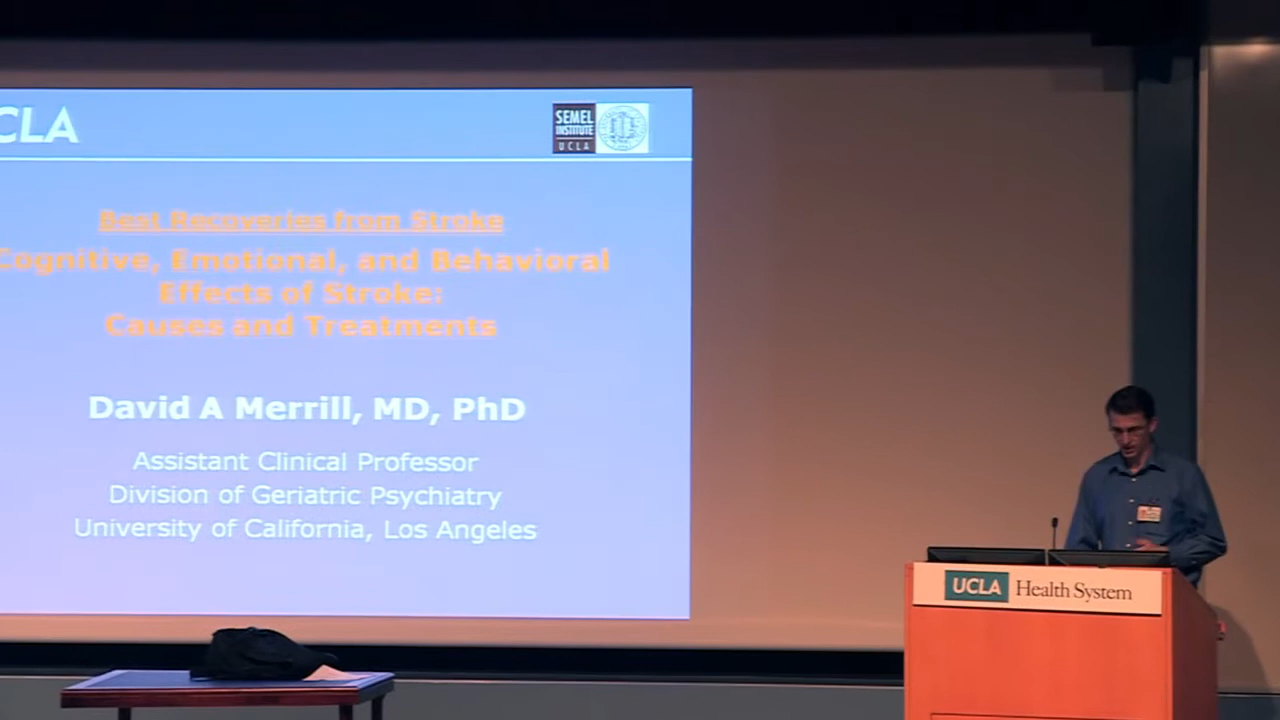 CLA
SEMEL
INSTITUTE
UCLA
Best Recoveries from Stroke
Cognitive, Emotional, and Behavioral
Effects of Stroke:
Causes and Treatments
David A Merrill, MD, PhD
Assistant Clinical Professor
Division of Geriatric Psychiatry
University of California, Los Angeles
UCLA Health System